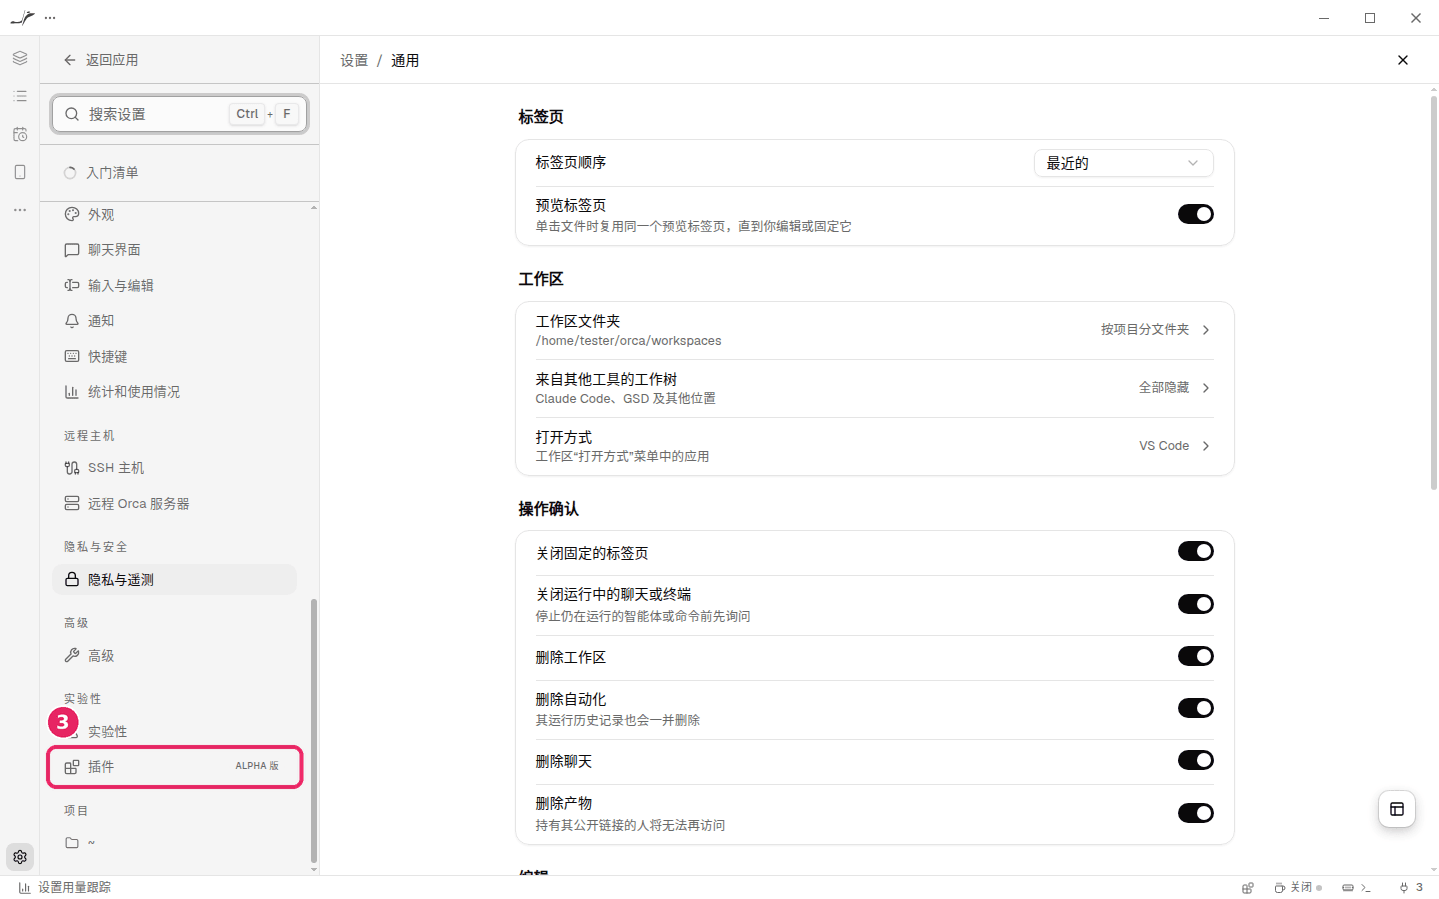 返回应用
设置 / 通用
搜索设置 Ctrl + F
入门清单
外观
聊天界面
输入与编辑
通知
快捷键
统计和使用情况
远程主机
SSH 主机
远程 Orca 服务器
隐私与安全
隐私与遥测
高级
高级
实验性
3
实验性
插件 ALPHA 版
项目
~
标签页
标签页顺序 最近的
预览标签页
单击文件时复用同一个预览标签页，直到你编辑或固定它
工作区
工作区文件夹
/home/tester/orca/workspaces
按项目分文件夹
来自其他工具的工作树
Claude Code、GSD 及其他位置
全部隐藏
打开方式
工作区“打开方式”菜单中的应用
VS Code
操作确认
关闭固定的标签页
关闭运行中的聊天或终端
停止仍在运行的智能体或命令前先询问
删除工作区
删除自动化
其运行历史记录也会一并删除
删除聊天
删除产物
持有其公开链接的人将无法再访问
编辑
设置用量跟踪
关闭
3